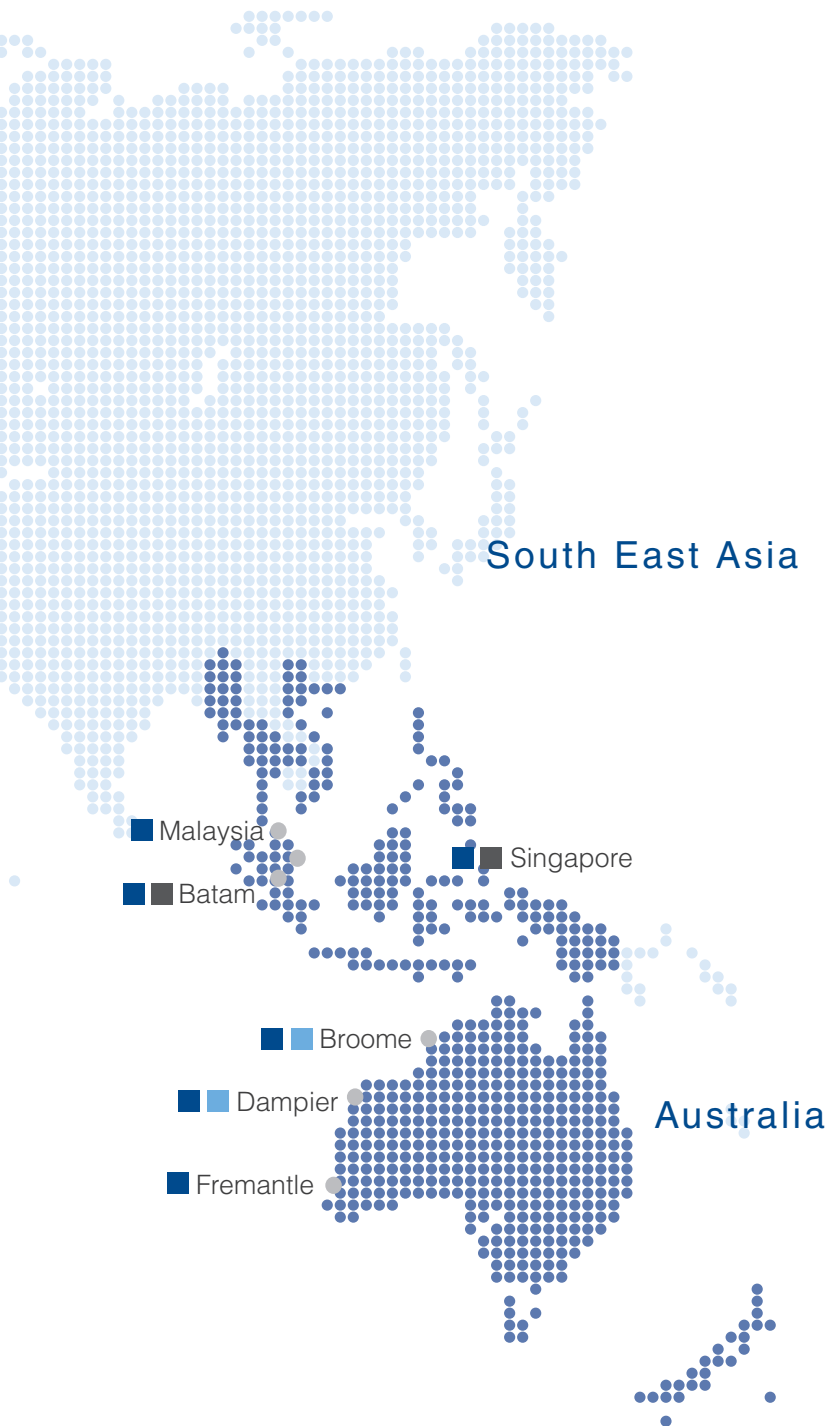 South East Asia
Malaysia
Singapore
Batam
Broome
Dampier
Australia
Fremantle